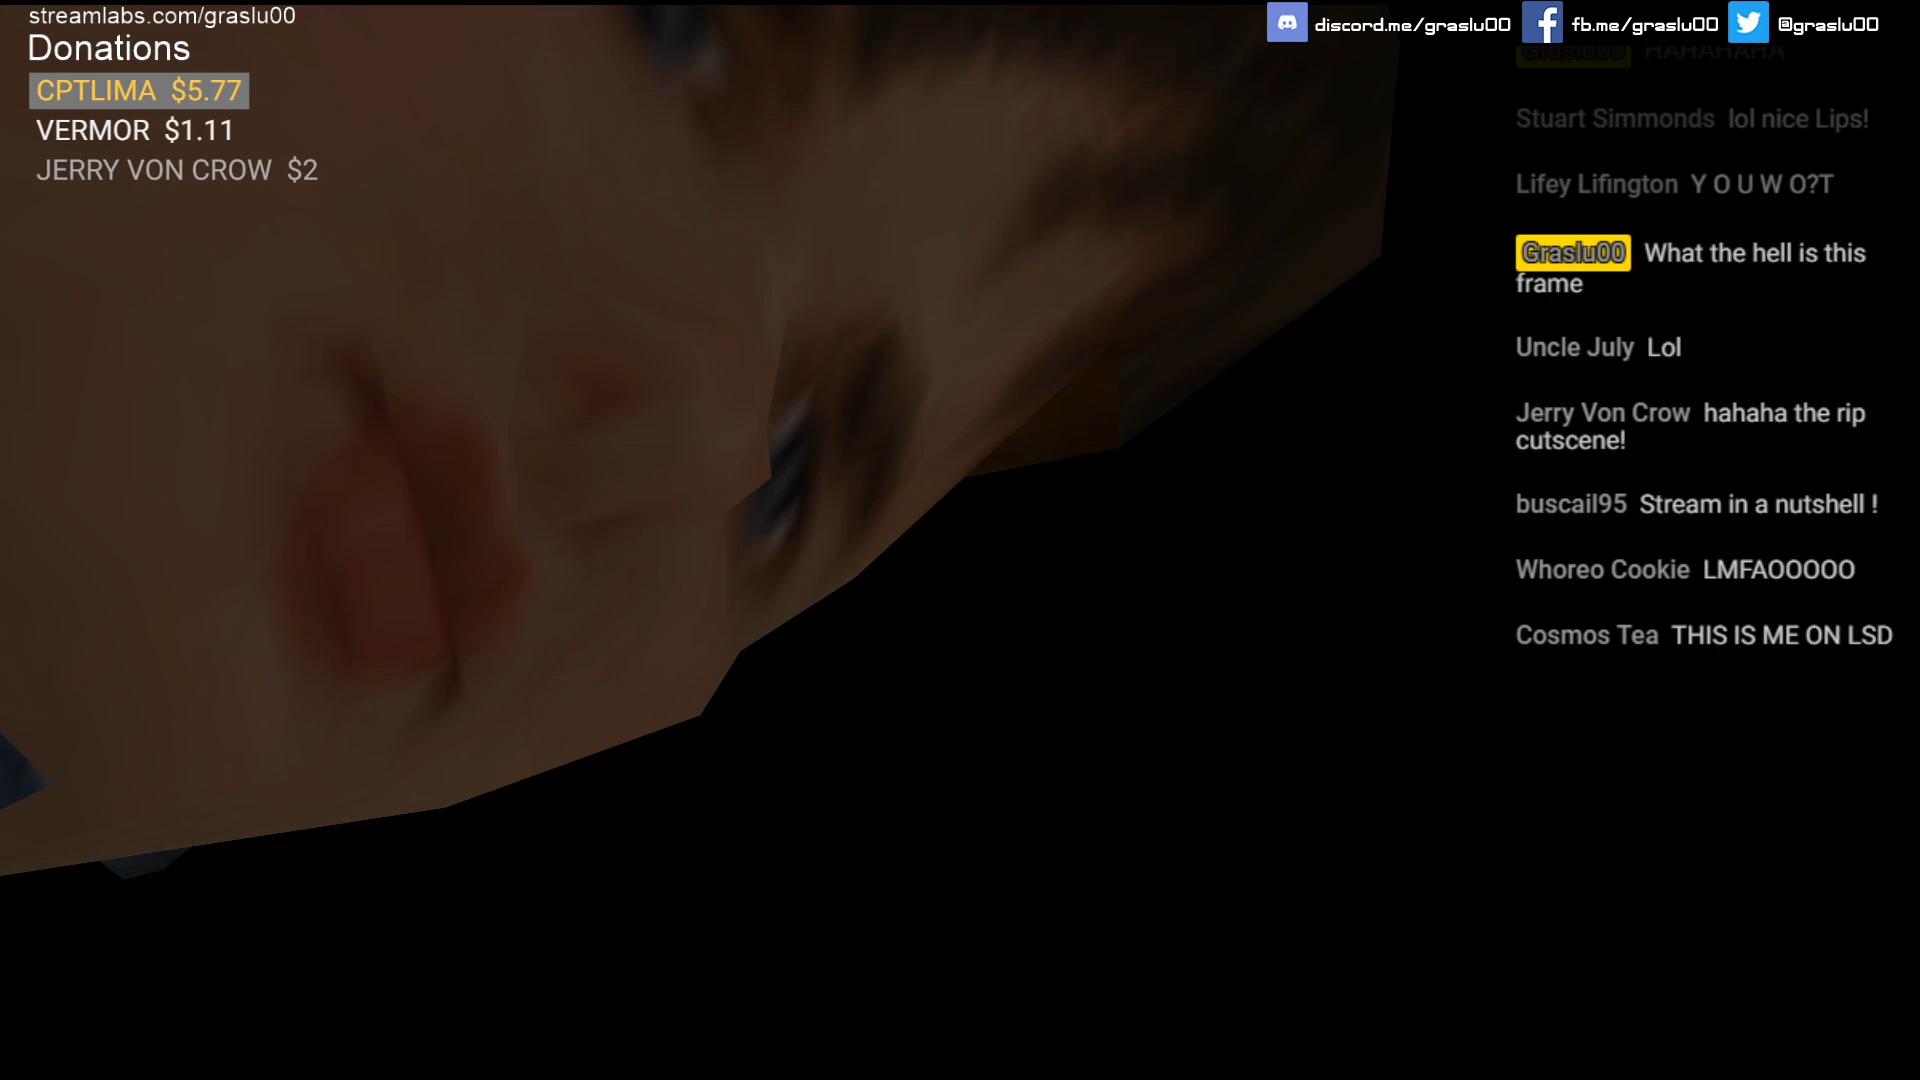 streamlabs.com/graslu00
Donations
CPTLIMA $5.77
VERMOR $1.11
JERRY VON CROW $2
discord.me/graslu00 fb.me/graslu00 @graslu00
Graslu00 HAHAHAHA
Stuart Simmonds lol nice Lips!
Lifey Lifington Y O U W O?T
Graslu00 What the hell is this
frame
Uncle July Lol
Jerry Von Crow hahaha the rip
cutscene!
buscail95 Stream in a nutshell !
Whoreo Cookie LMFAOOOOO
Cosmos Tea THIS IS ME ON LSD